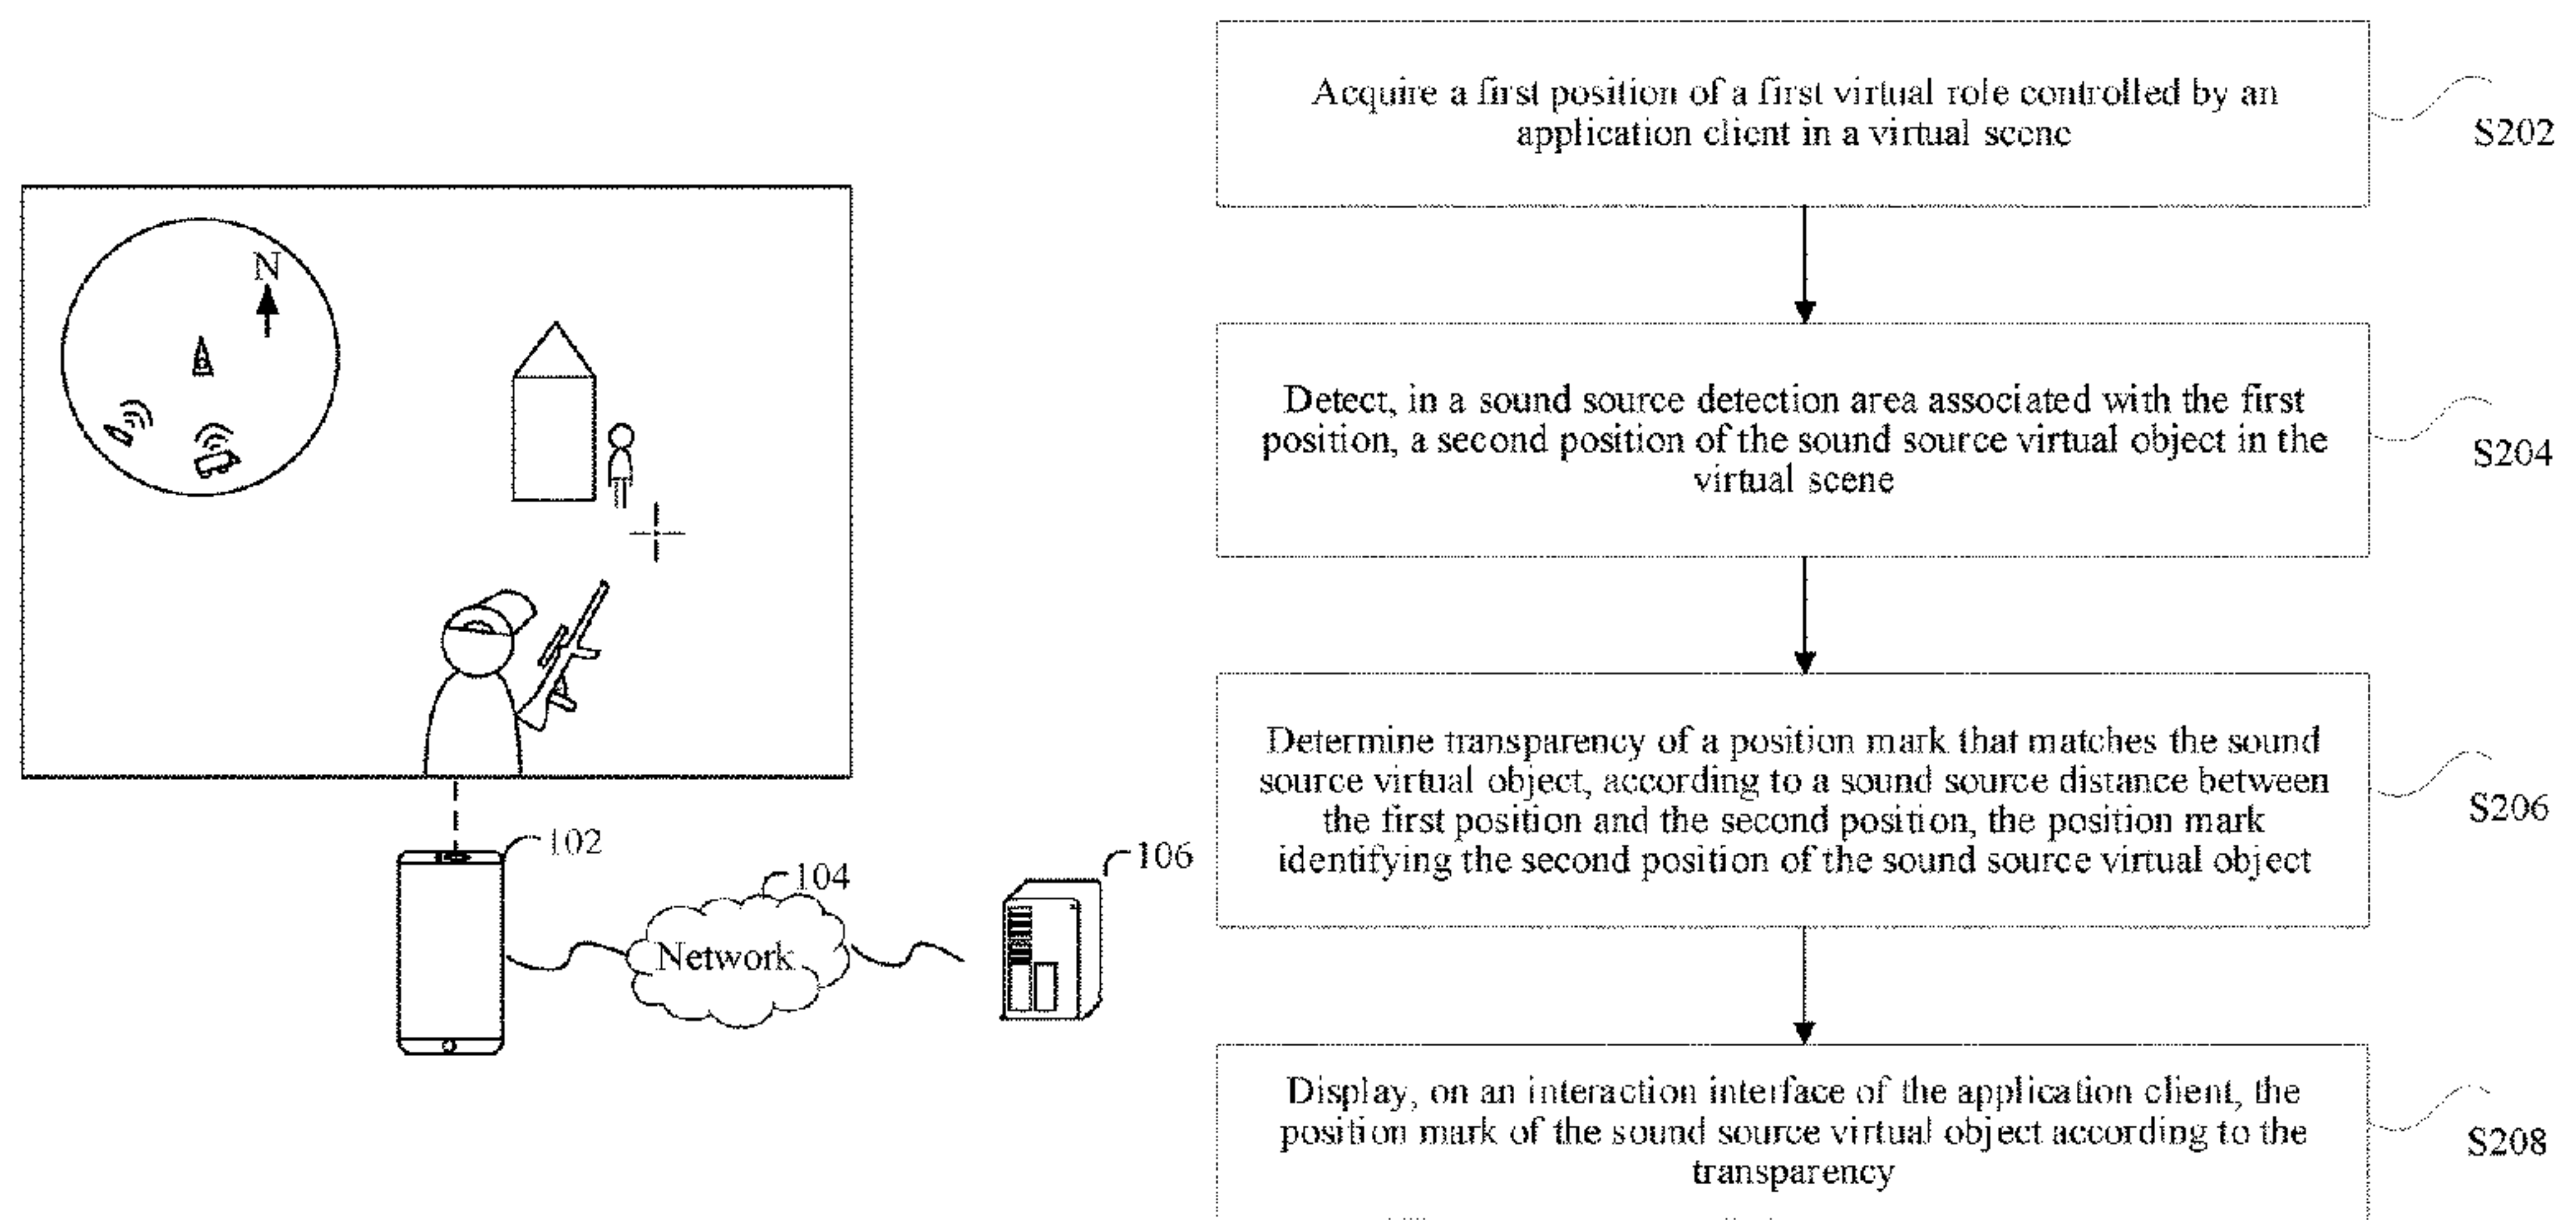 N
102
104
Network
106
Acquire a first position of a first virtual role controlled by an
application client in a virtual scene
S202
Detect, in a sound source detection area associated with the first
position, a second position of the sound source virtual object in the
virtual scene
S204
Determine transparency of a position mark that matches the sound
source virtual object, according to a sound source distance between
the first position and the second position, the position mark
identifying the second position of the sound source virtual object
S206
Display, on an interaction interface of the application client, the
position mark of the sound source virtual object according to the
transparency
S208